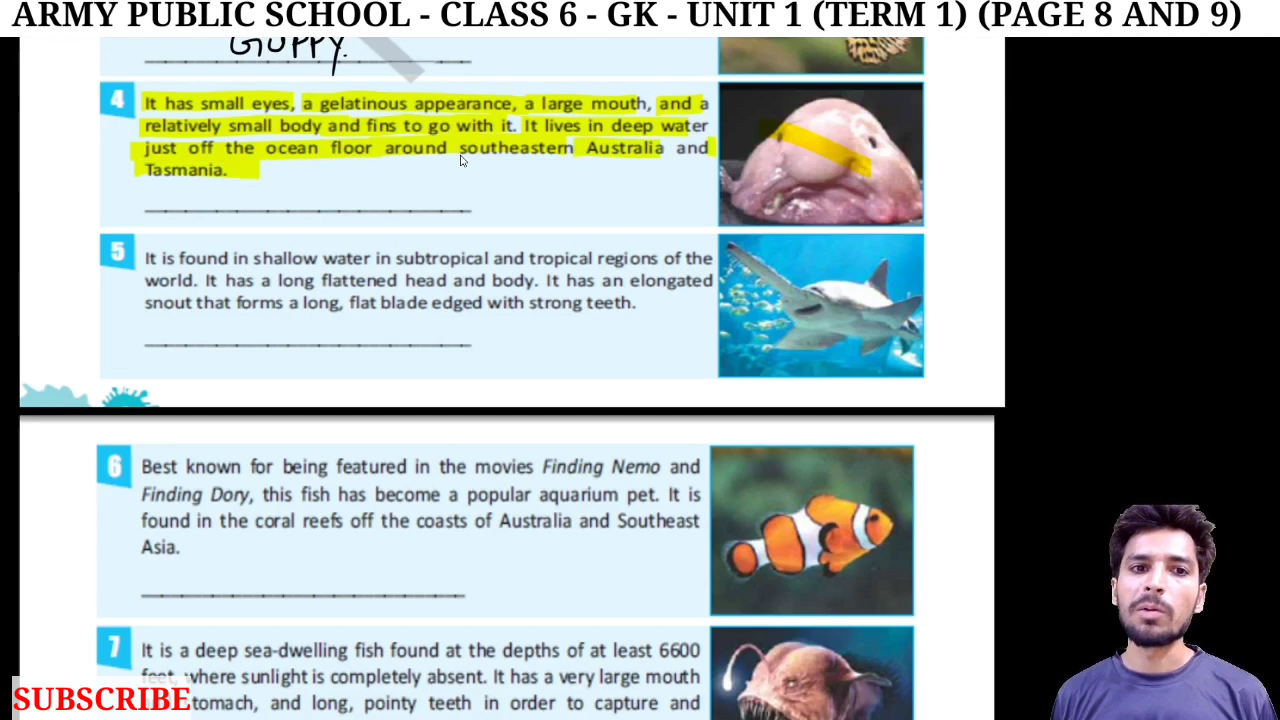 ARMY PUBLIC SCHOOL - CLASS 6 - GK - UNIT 1 (TERM 1) (PAGE 8 AND 9)
GUPPY.
4
It has small eyes, a gelatinous appearance, a large mouth, and a
relatively small body and fins to go with it. It lives in deep water
just off the ocean floor around southeastern Australia and
Tasmania.
5
It is found in shallow water in subtropical and tropical regions of the
world. It has a long flattened head and body. It has an elongated
snout that forms a long, flat blade edged with strong teeth.
6
Best known for being featured in the movies Finding Nemo and
Finding Dory, this fish has become a popular aquarium pet. It is
found in the coral reefs off the coasts of Australia and Southeast
Asia.
7
It is a deep sea-dwelling fish found at the depths of at least 6600
feet, where sunlight is completely absent. It has a very large mouth
stomach, and long, pointy teeth in order to capture and
SUBSCRIBE